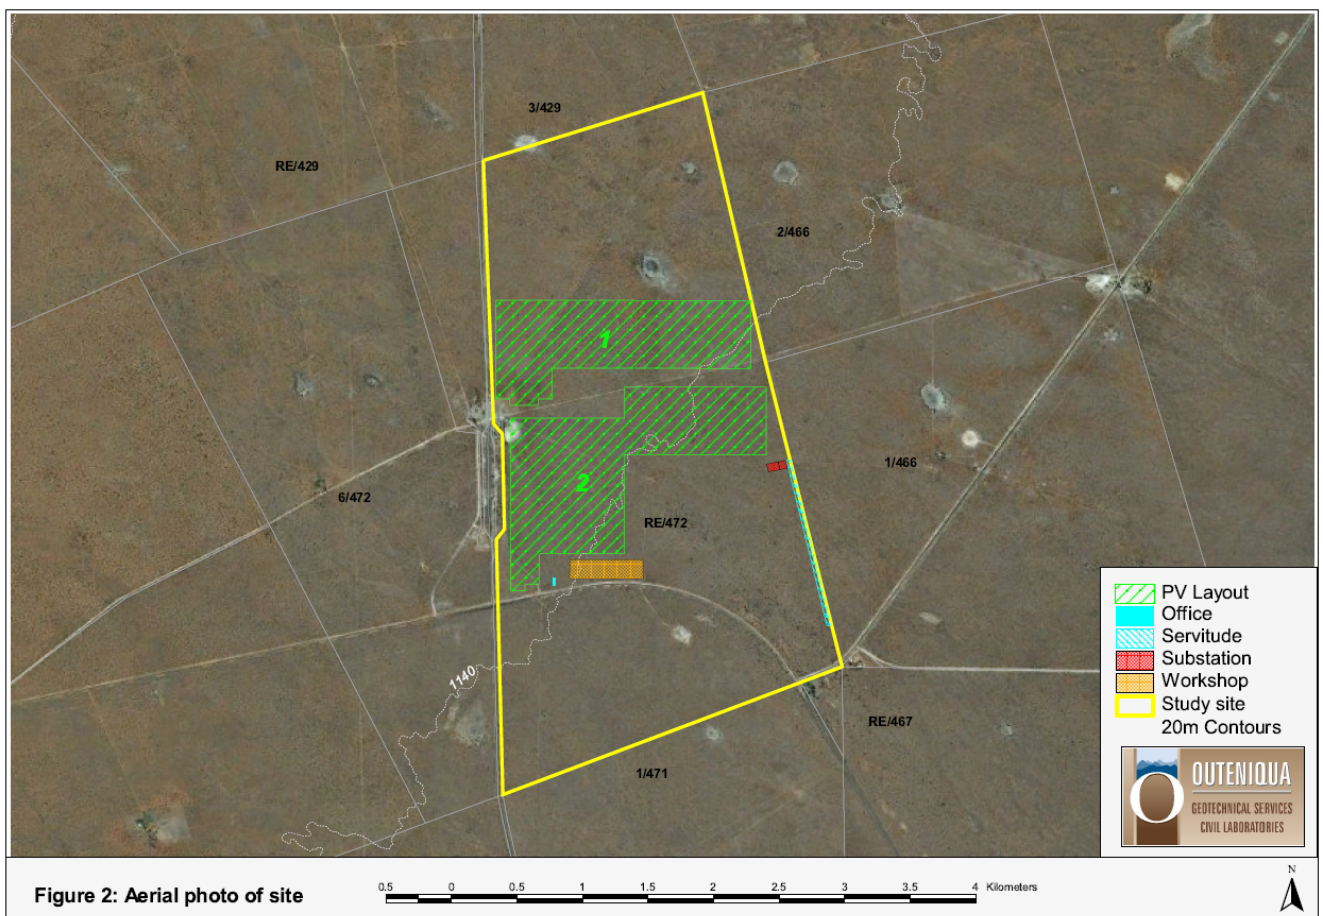 3/429
RE/429
2/466
1
1/466
2
6/472
RE/472
1140
RE/467
1/471
PV Layout
Office
Servitude
Substation
Workshop
Study site
20m Contours
OUTENIQUA
GEOTECHNICAL SERVICES
CIVIL LABORATORIES
Figure 2: Aerial photo of site
0.5 0 0.5 1 1.5 2 2.5 3 3.5 4 Kilometers
N